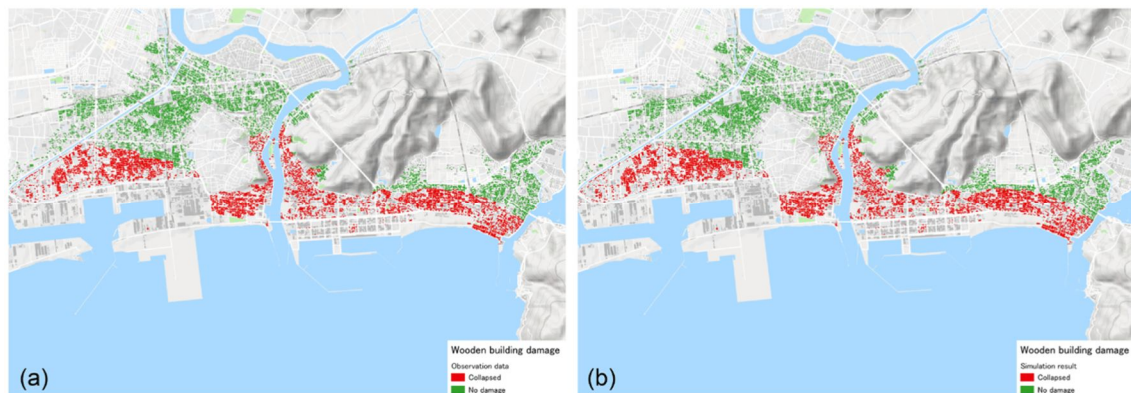 Wooden building damage
Observation data
Collapsed
No damage
(a)
Wooden building damage
Simulation result
Collapsed
No damage
(b)